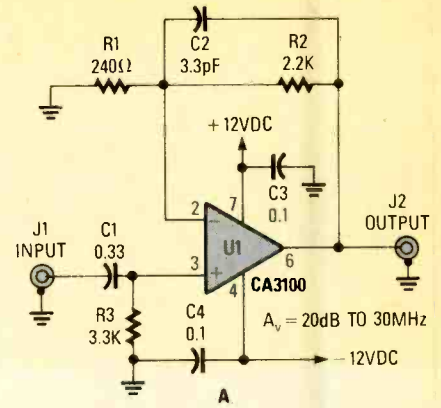 R1
240Ω
C2
3.3pF
R2
2.2K
+12VDC
C3
0.1
J1
INPUT
C1
0.33
2
7
−
U1
6
3
+
4
CA3100
J2
OUTPUT
R3
3.3K
C4
0.1
Av = 20dB TO 30MHz
−12VDC
A